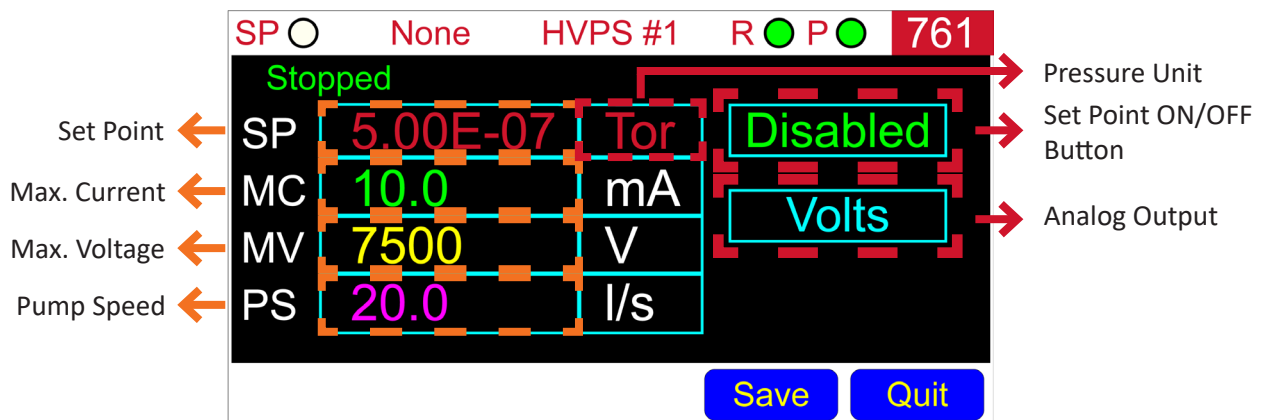 SP None HVPS #1 R P 761
Stopped
Pressure Unit
Set Point SP 5.00E-07 Tor Disabled Set Point ON/OFF
Button
Max. Current MC 10.0 mA
Volts Analog Output
Max. Voltage MV 7500 V
Pump Speed PS 20.0 l/s
Save Quit